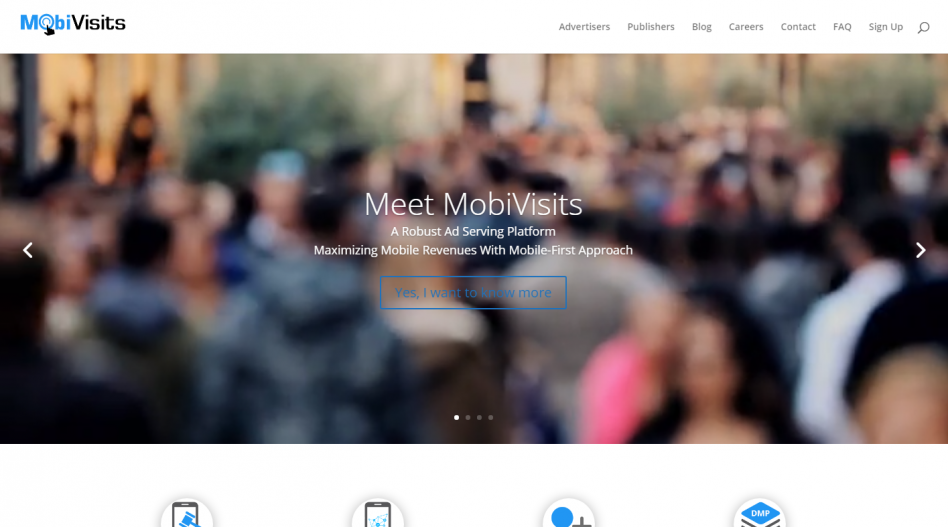 MobiVisits
Advertisers
Publishers
Blog
Careers
Contact
FAQ
Sign Up
Meet MobiVisits
A Robust Ad Serving Platform
Maximizing Mobile Revenues With Mobile-First Approach
Yes, I want to know more
DMP